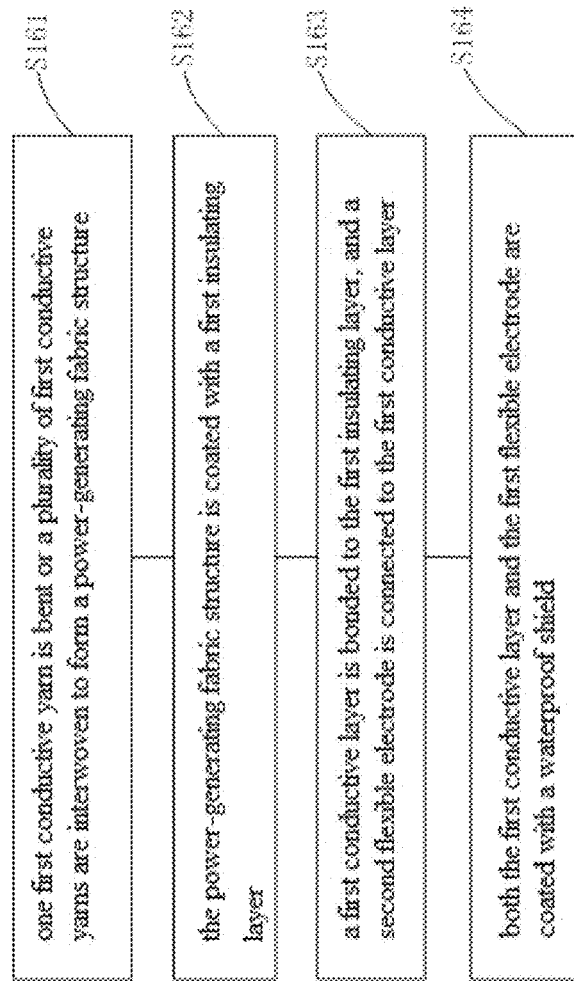 one first conductive yarn is bent or a plurality of first conductive
yarns are interwoven to form a power-generating fabric structure
S161
the power-generating fabric structure is coated with a first insulating
layer
S162
a first conductive layer is bonded to the first insulating layer, and a
second flexible electrode is connected to the first conductive layer
S163
both the first conductive layer and the first flexible electrode are
coated with a waterproof shield
S164